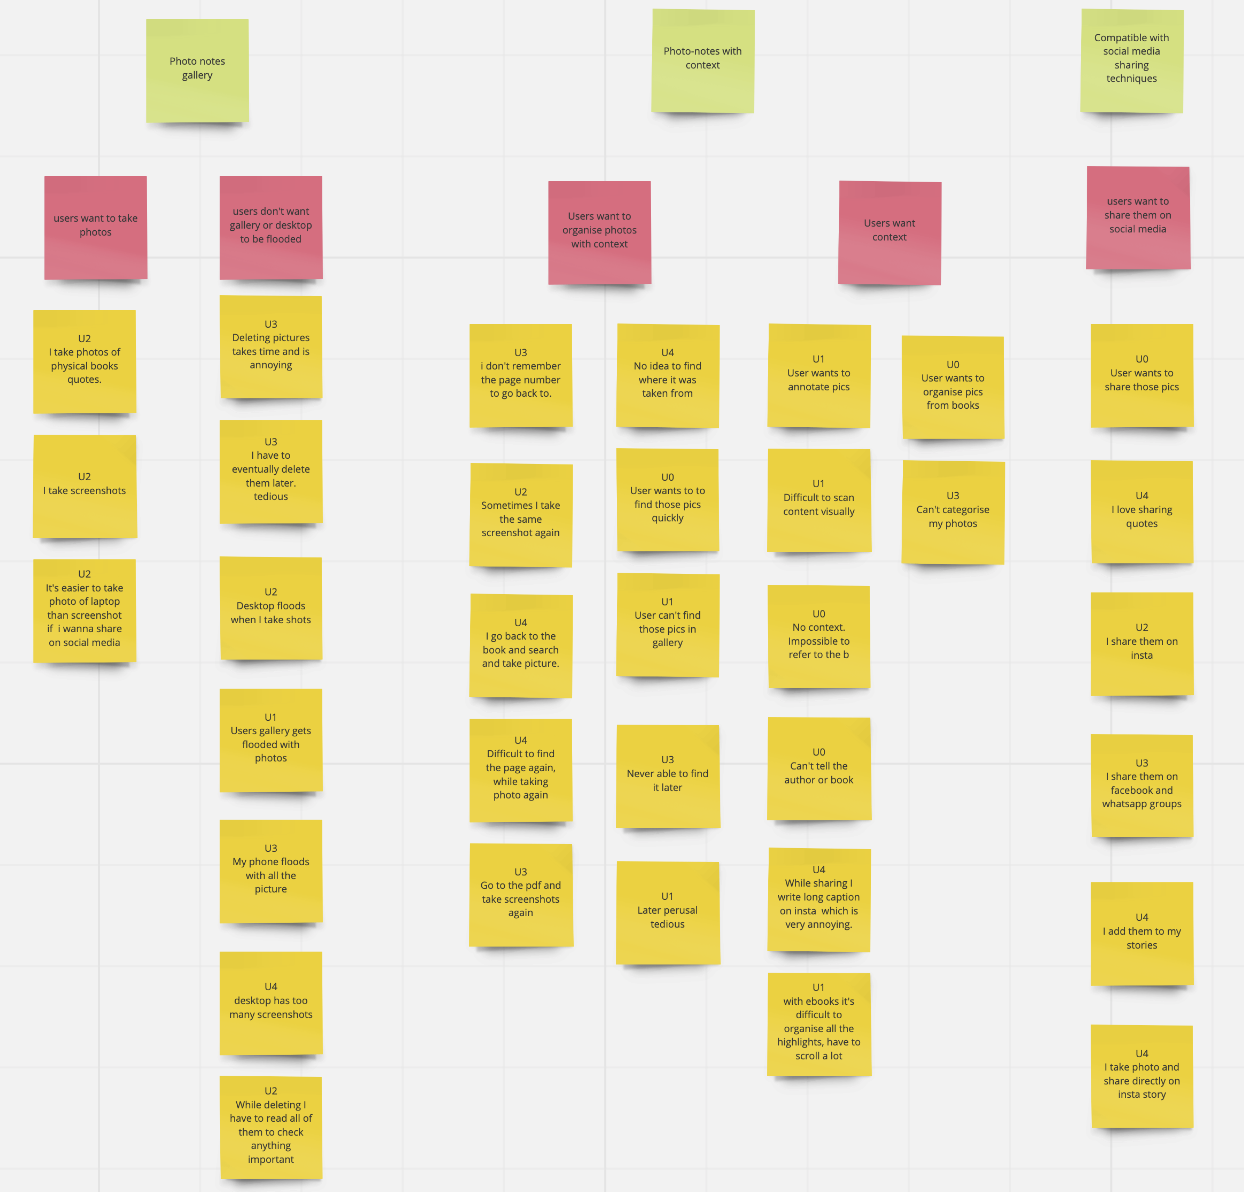 Photo notes
gallery
Photo-notes with
context
Compatible with
social media
sharing
techniques
users want to take
photos
users don't want
gallery or desktop
to be flooded
Users want to
organise photos
with context
Users want
context
users want to
share them on
social media
U2
I take photos of
physical books
quotes.
U2
I take screenshots
U2
It's easier to take
photo of laptop
than screenshot
if i wanna share
on social media
U3
Deleting pictures
takes time and is
annoying
U3
I have to
eventually delete
them later.
tedious
U2
Desktop floods
when I take shots
U1
Users gallery gets
flooded with
photos
U3
My phone floods
with all the
picture
U4
desktop has too
many screenshots
U2
While deleting I
have to read all of
them to check
anything
important
U3
i don't remember
the page number
to go back to.
U2
Sometimes I take
the same
screenshot again
U4
I go back to the
book and search
and take picture.
U4
Difficult to find
the page again,
while taking
photo again
U3
Go to the pdf and
take screenshots
again
U4
No idea to find
where it was
taken from
U0
User wants to to
find those pics
quickly
U1
User can't find
those pics in
gallery
U3
Never able to find
it later
U1
Later perusal
tedious
U1
User wants to
annotate pics
U1
Difficult to scan
content visually
U0
No context.
Impossible to
refer to the b
U0
Can't tell the
author or book
U4
While sharing I
write long caption
on insta which is
very annoying.
U1
with ebooks it's
difficult to
organise all the
highlights, have to
scroll a lot
U0
User wants to
organise pics
from books
U3
Can't categorise
my photos
U0
User wants to
share those pics
U4
I love sharing
quotes
U2
I share them on
insta
U3
I share them on
facebook and
whatsapp groups
U4
I add them to my
stories
U4
I take photo and
share directly on
insta story